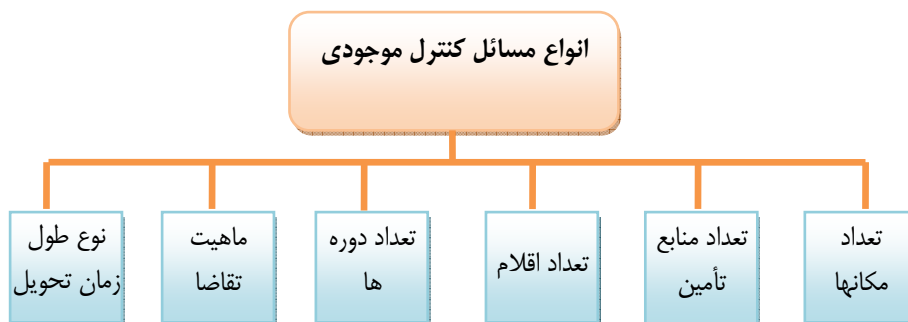 انواع مسائل کنترل موجودی
تعداد
مکانها
تعداد منابع
تأمین
تعداد اقلام
تعداد دوره
ها
ماهیت
تقاضا
نوع طول
زمان تحویل